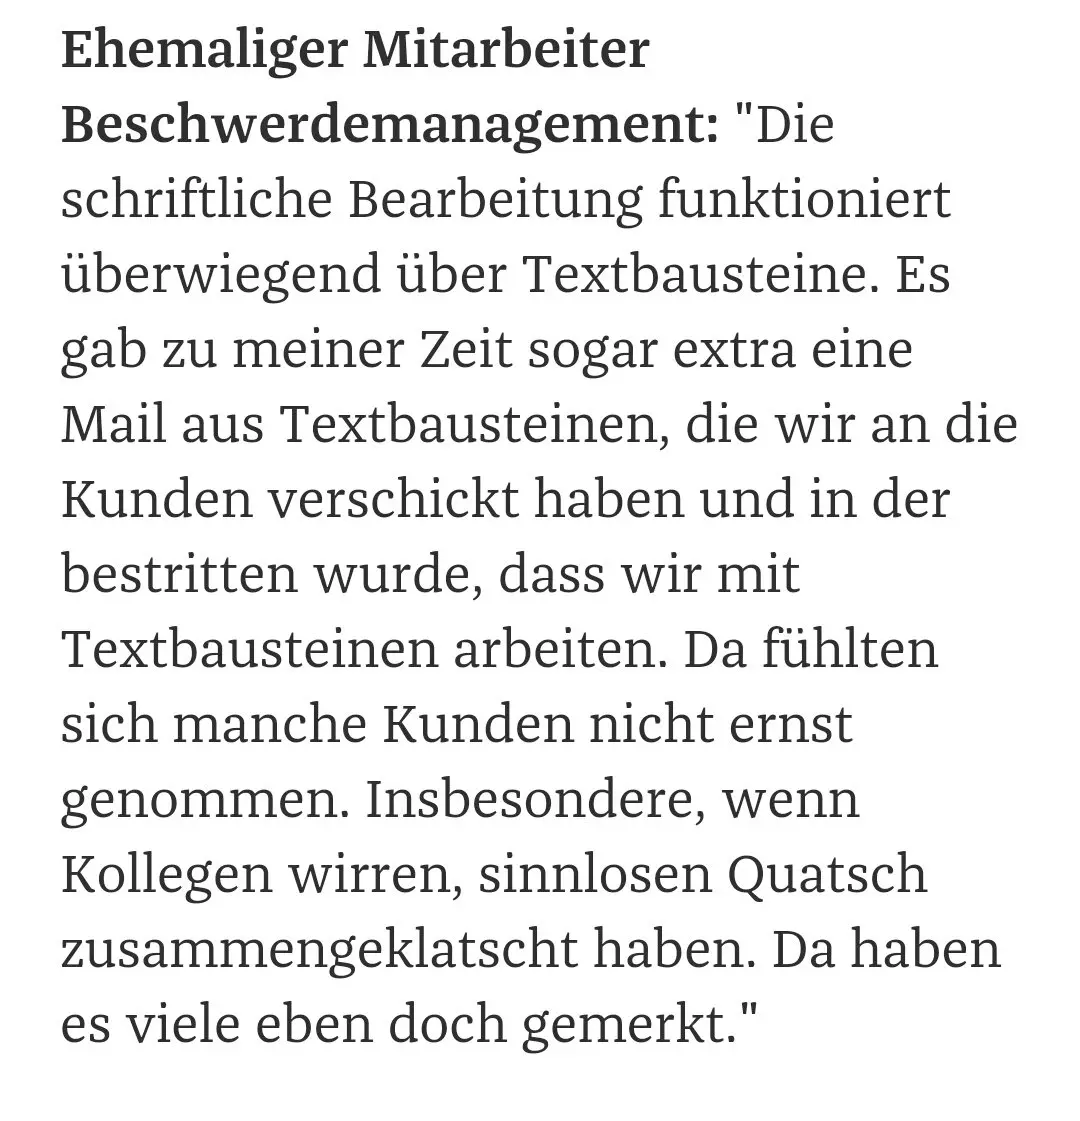 Ehemaliger Mitarbeiter
Beschwerdemanagement: "Die
schriftliche Bearbeitung funktioniert
überwiegend über Textbausteine. Es
gab zu meiner Zeit sogar extra eine
Mail aus Textbausteinen, die wir an die
Kunden verschickt haben und in der
bestritten wurde, dass wir mit
Textbausteinen arbeiten. Da fühlten
sich manche Kunden nicht ernst
genommen. Insbesondere, wenn
Kollegen wirren, sinnlosen Quatsch
zusammengeklatscht haben. Da haben
es viele eben doch gemerkt."